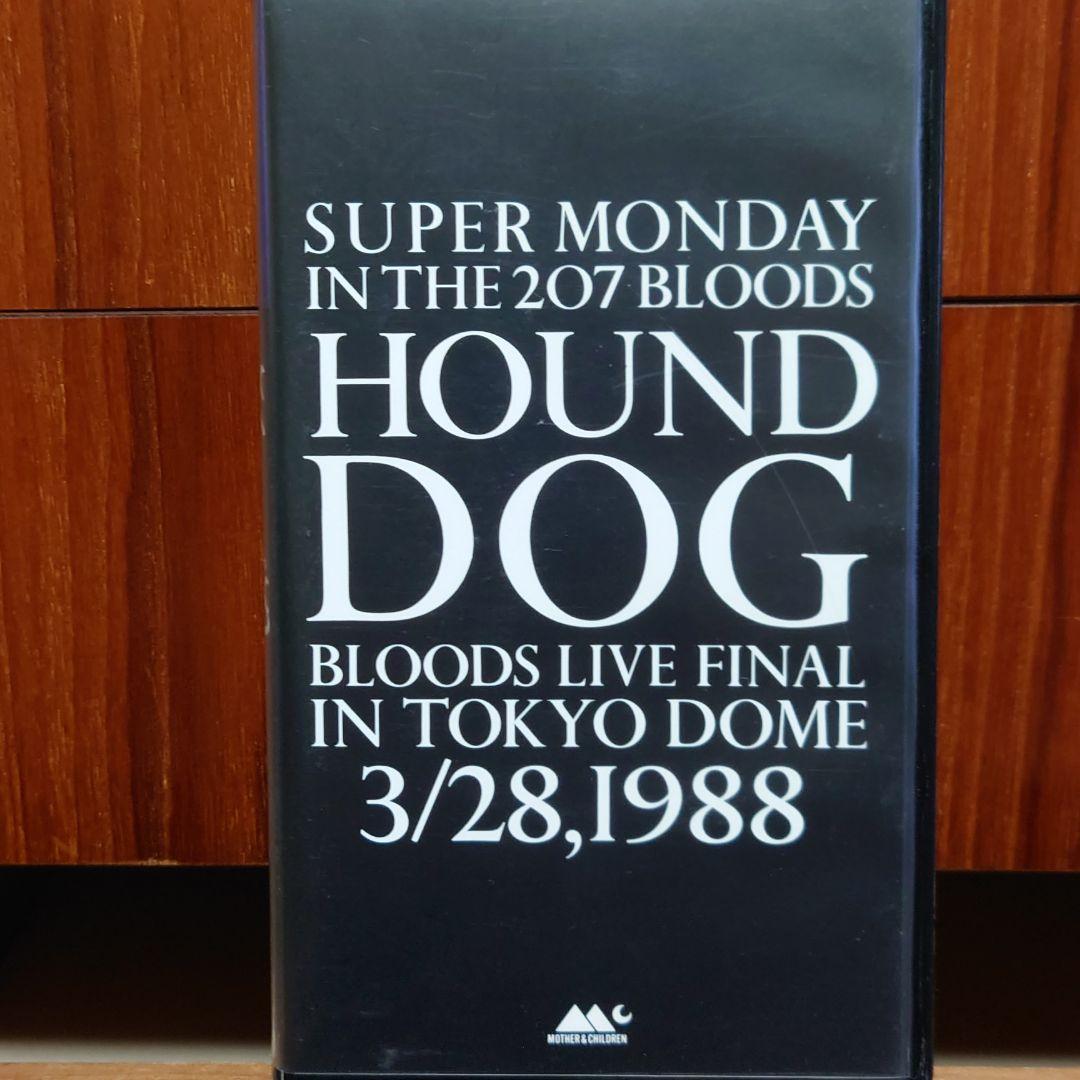 SUPER MONDAY
IN THE 207 BLOODS
HOUND
DOG
BLOODS LIVE FINAL
IN TOKYO DOME
3/28,1988
MOTHER & CHILDREN